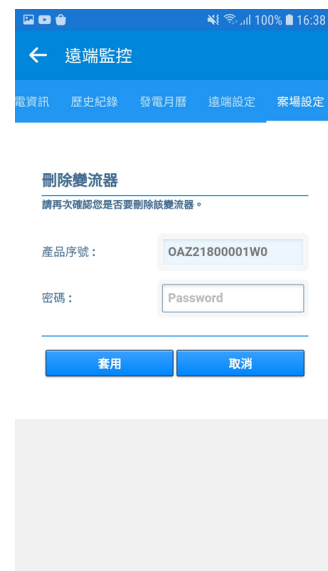 100% 16:38
遠端監控
電資訊 歷史紀錄 發電月曆 遠端設定 案場設定
刪除變流器
請再次確認您是否要刪除該變流器。
產品序號： OAZ21800001W0
密碼： Password
套用 取消